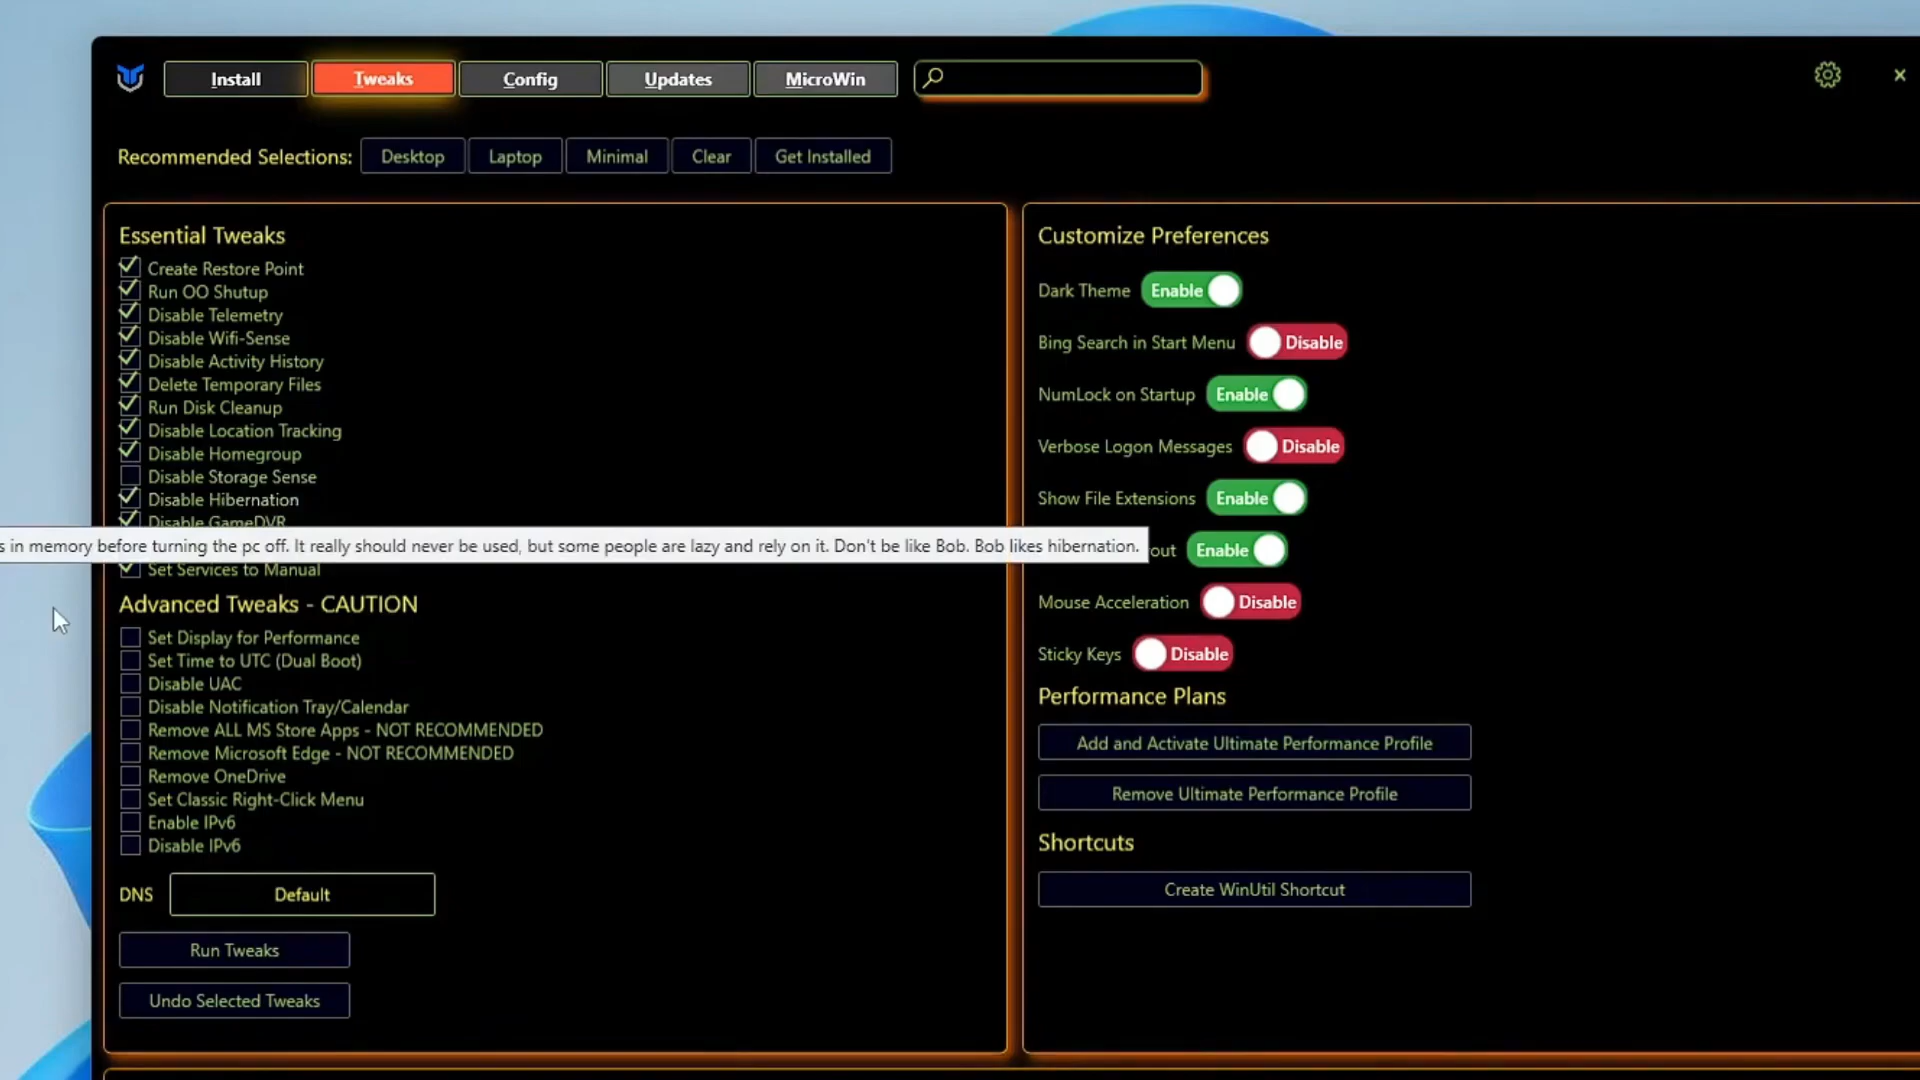 Install
Tweaks
Config
Updates
MicroWin
Recommended Selections:
Desktop
Laptop
Minimal
Clear
Get Installed
Essential Tweaks
Create Restore Point
Run OO Shutup
Disable Telemetry
Disable Wifi-Sense
Disable Activity History
Delete Temporary Files
Run Disk Cleanup
Disable Location Tracking
Disable Homegroup
Disable Storage Sense
Disable Hibernation
Disable GameDVR
s in memory before turning the pc off. It really should never be used, but some people are lazy and rely on it. Don't be like Bob. Bob likes hibernation.
Set Services to Manual
Advanced Tweaks - CAUTION
Set Display for Performance
Set Time to UTC (Dual Boot)
Disable UAC
Disable Notification Tray/Calendar
Remove ALL MS Store Apps - NOT RECOMMENDED
Remove Microsoft Edge - NOT RECOMMENDED
Remove OneDrive
Set Classic Right-Click Menu
Enable IPv6
Disable IPv6
DNS
Default
Run Tweaks
Undo Selected Tweaks
Customize Preferences
Dark Theme
Enable
Bing Search in Start Menu
Disable
NumLock on Startup
Enable
Verbose Logon Messages
Disable
Show File Extensions
Enable
out
Enable
Mouse Acceleration
Disable
Sticky Keys
Disable
Performance Plans
Add and Activate Ultimate Performance Profile
Remove Ultimate Performance Profile
Shortcuts
Create WinUtil Shortcut